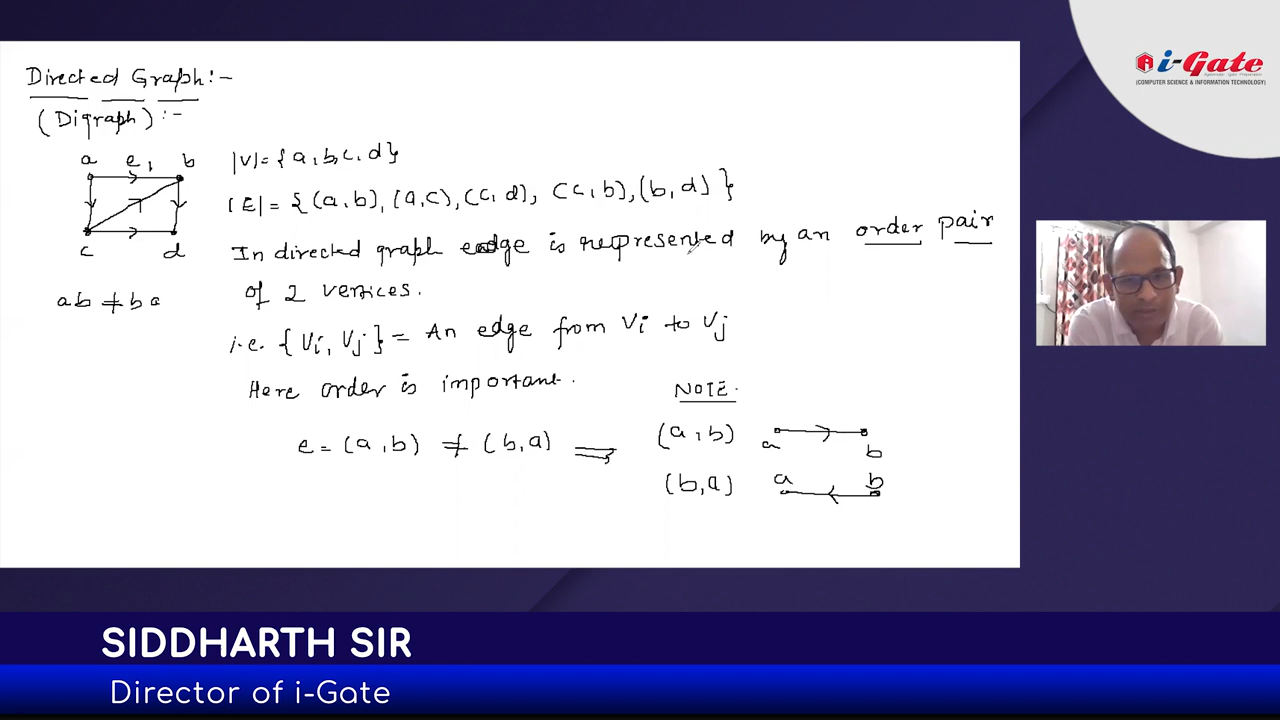 Directed Graph :-
(Digraph) :-
a e1 b
c d
|V| = {a, b, c, d}
|E| = {(a, b), (a, c), (c, d), (c, b), (b, d)}
In directed graph edge is represented by an order pair
of 2 vertices.
ab ≠ ba
i.e. {Vi, Vj} = An edge from Vi to Vj
Here order is important.
e = (a, b) ≠ (b, a) ⇒
NOTE.
(a, b) a b
(b, a) a b
i-Gate
(COMPUTER SCIENCE & INFORMATION TECHNOLOGY)
SIDDHARTH SIR
Director of i-Gate